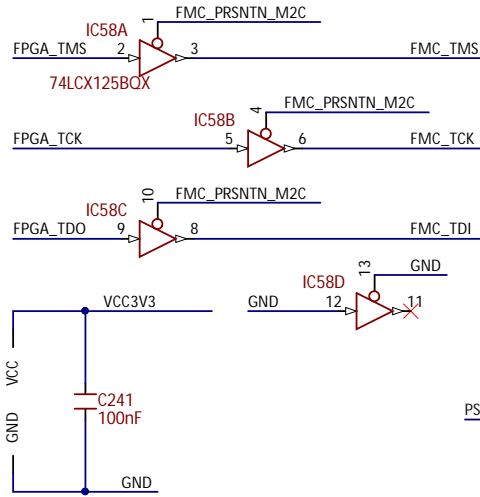 FMC_PRSNTN_M2C
IC58A
1
FPGA_TMS 2 3 FMC_TMS
74LCX125BQX
FMC_PRSNTN_M2C
IC58B
4
FPGA_TCK 5 6 FMC_TCK
FMC_PRSNTN_M2C
IC58C
10
FPGA_TDO 9 8 FMC_TDI
GND
IC58D
13
GND 12 11
VCC3V3
VCC
C241
100nF
GND
PS
GND